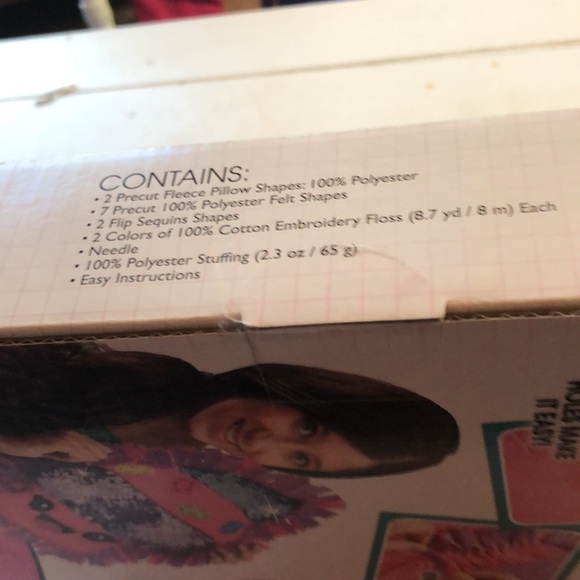 CONTAINS:
• 2 Precut Fleece Pillow Shapes: 100% Polyester
• 7 Precut 100% Polyester Felt Shapes
• 2 Flip Sequins Shapes
• 2 Colors of 100% Cotton Embroidery Floss (8.7 yd / 8 m) Each
• Needle
• 100% Polyester Stuffing (2.3 oz / 65 g)
• Easy Instructions
MAKE
IT EASY!